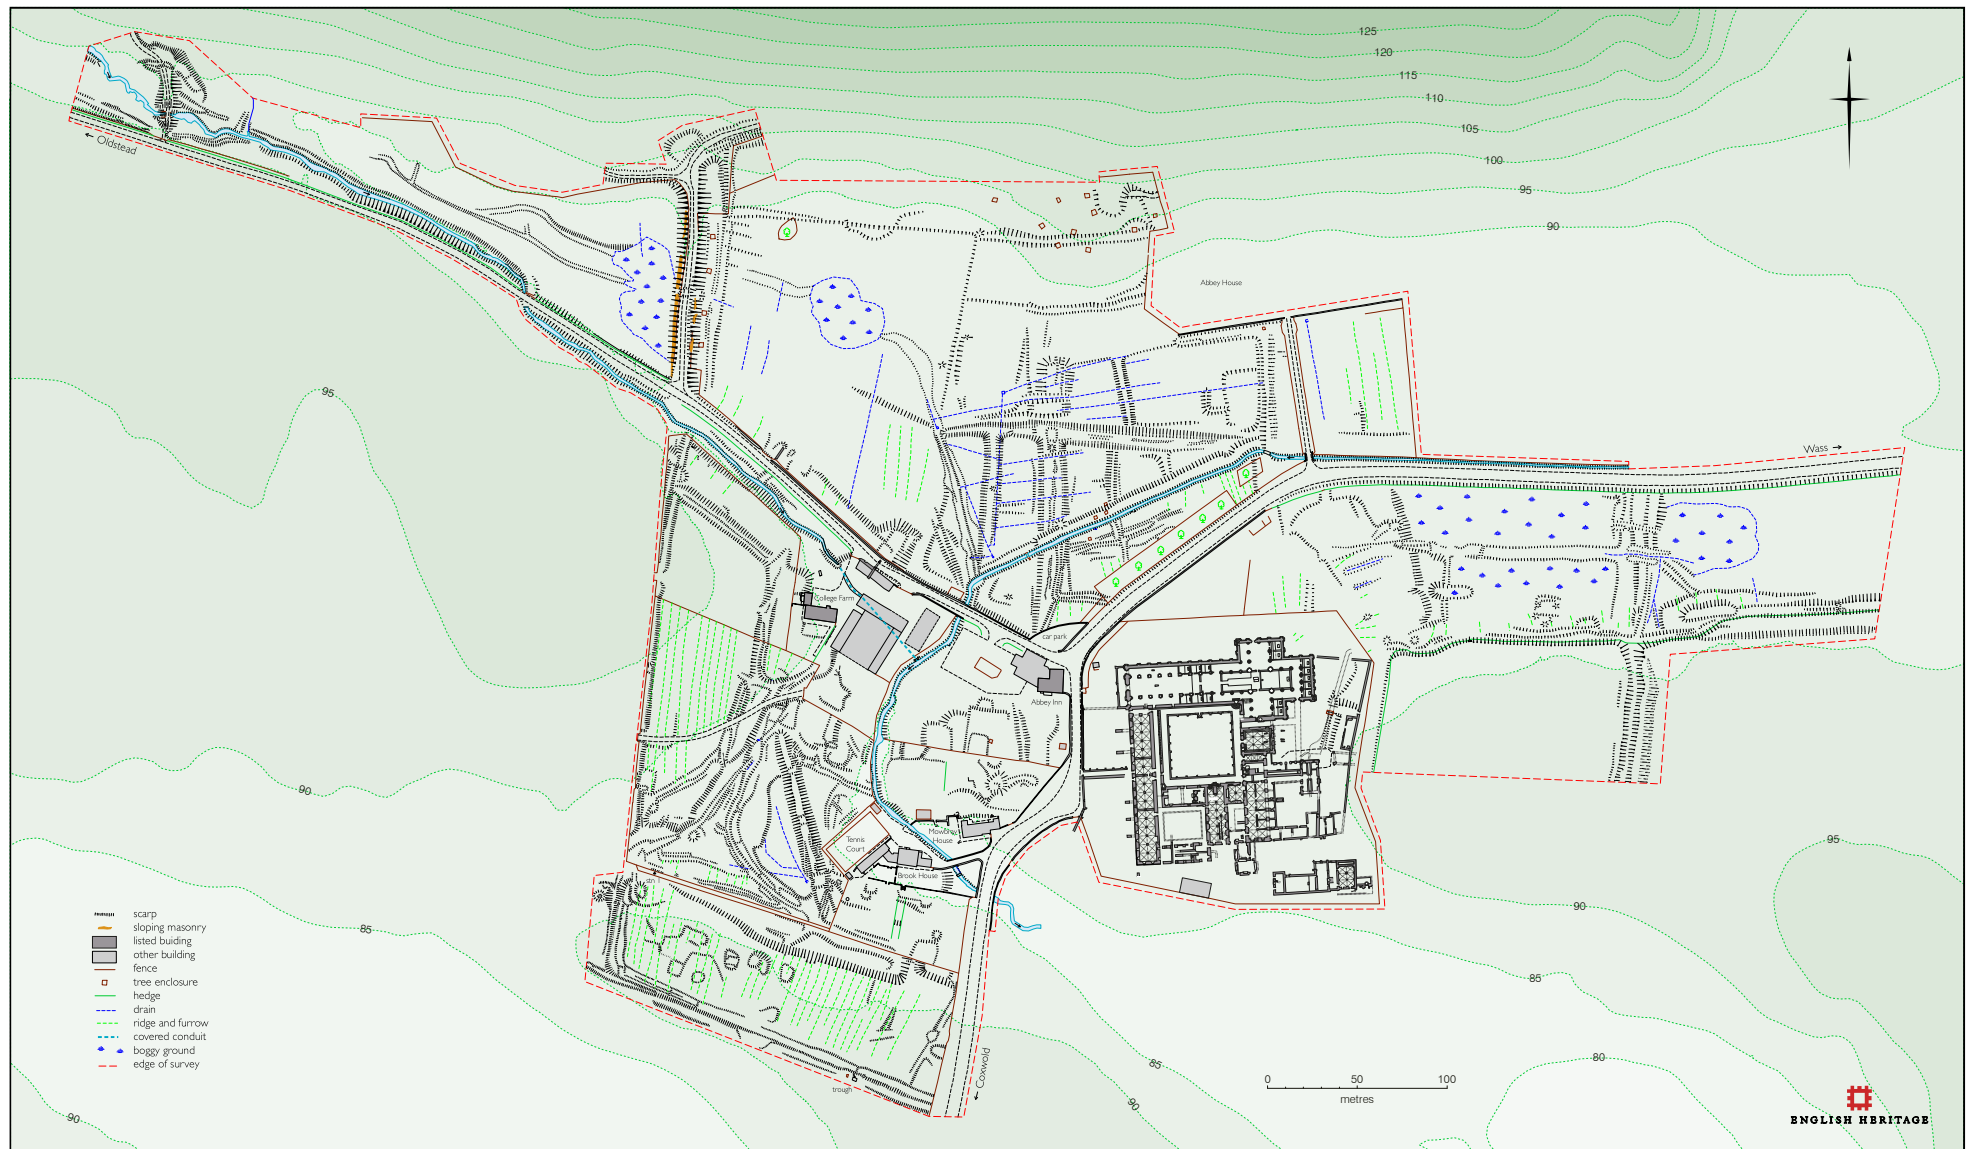 125
120
115
110
105
100
95
90
← Oldstead
Abbey House
95
Wass →
College Farm
car park
Abbey Inn
90
Tennis
Court
Mowbray
House
Brook House
stn
95
90
85
scarp
sloping masonry
listed buiding
other building
fence
tree enclosure
hedge
drain
ridge and furrow
covered conduit
boggy ground
edge of survey
85
80
85
← Coxwold
trough
90
90
0 50 100
metres
ENGLISH HERITAGE